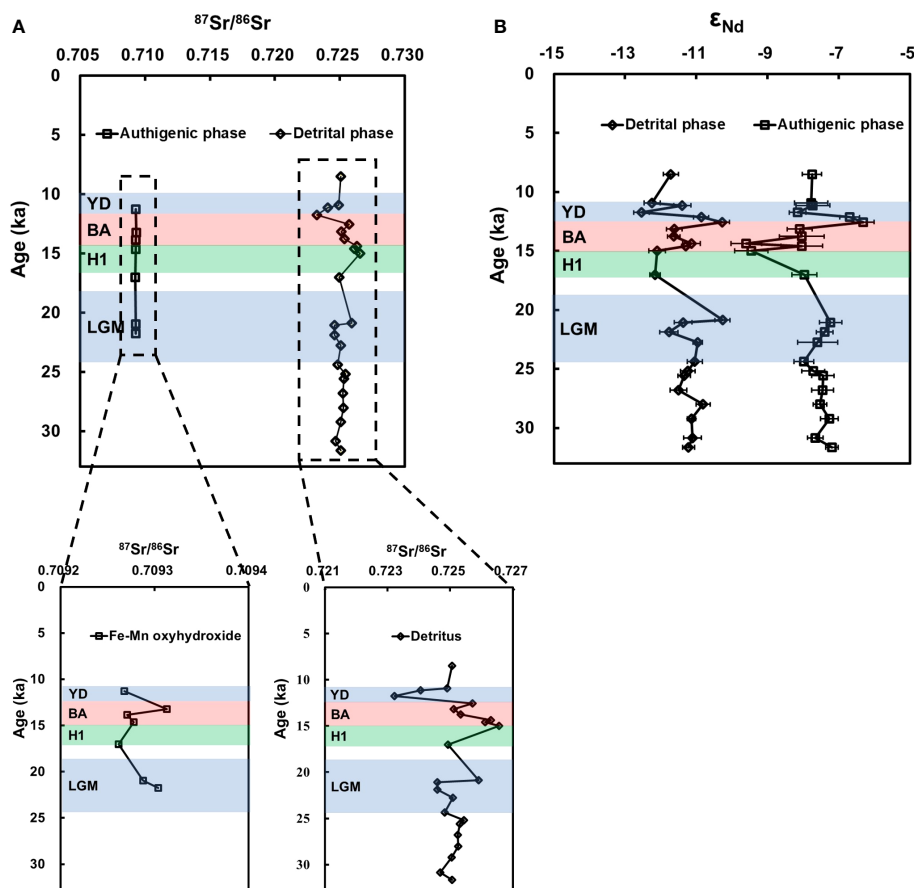 A
87Sr/86Sr
0.705 0.710 0.715 0.720 0.725 0.730
0
5
10
15
20
25
30
Age (ka)
Authigenic phase Detrital phase
YD
BA
H1
LGM
B
εNd
-15 -13 -11 -9 -7 -5
0
5
10
15
20
25
30
Age (ka)
Detrital phase Authigenic phase
YD
BA
H1
LGM
87Sr/86Sr
0.7092 0.7093 0.7094
0
5
10
15
20
25
30
Age (ka)
Fe-Mn oxyhydroxide
YD
BA
H1
LGM
87Sr/86Sr
0.721 0.723 0.725 0.727
0
5
10
15
20
25
30
Age (ka)
Detritus
YD
BA
H1
LGM